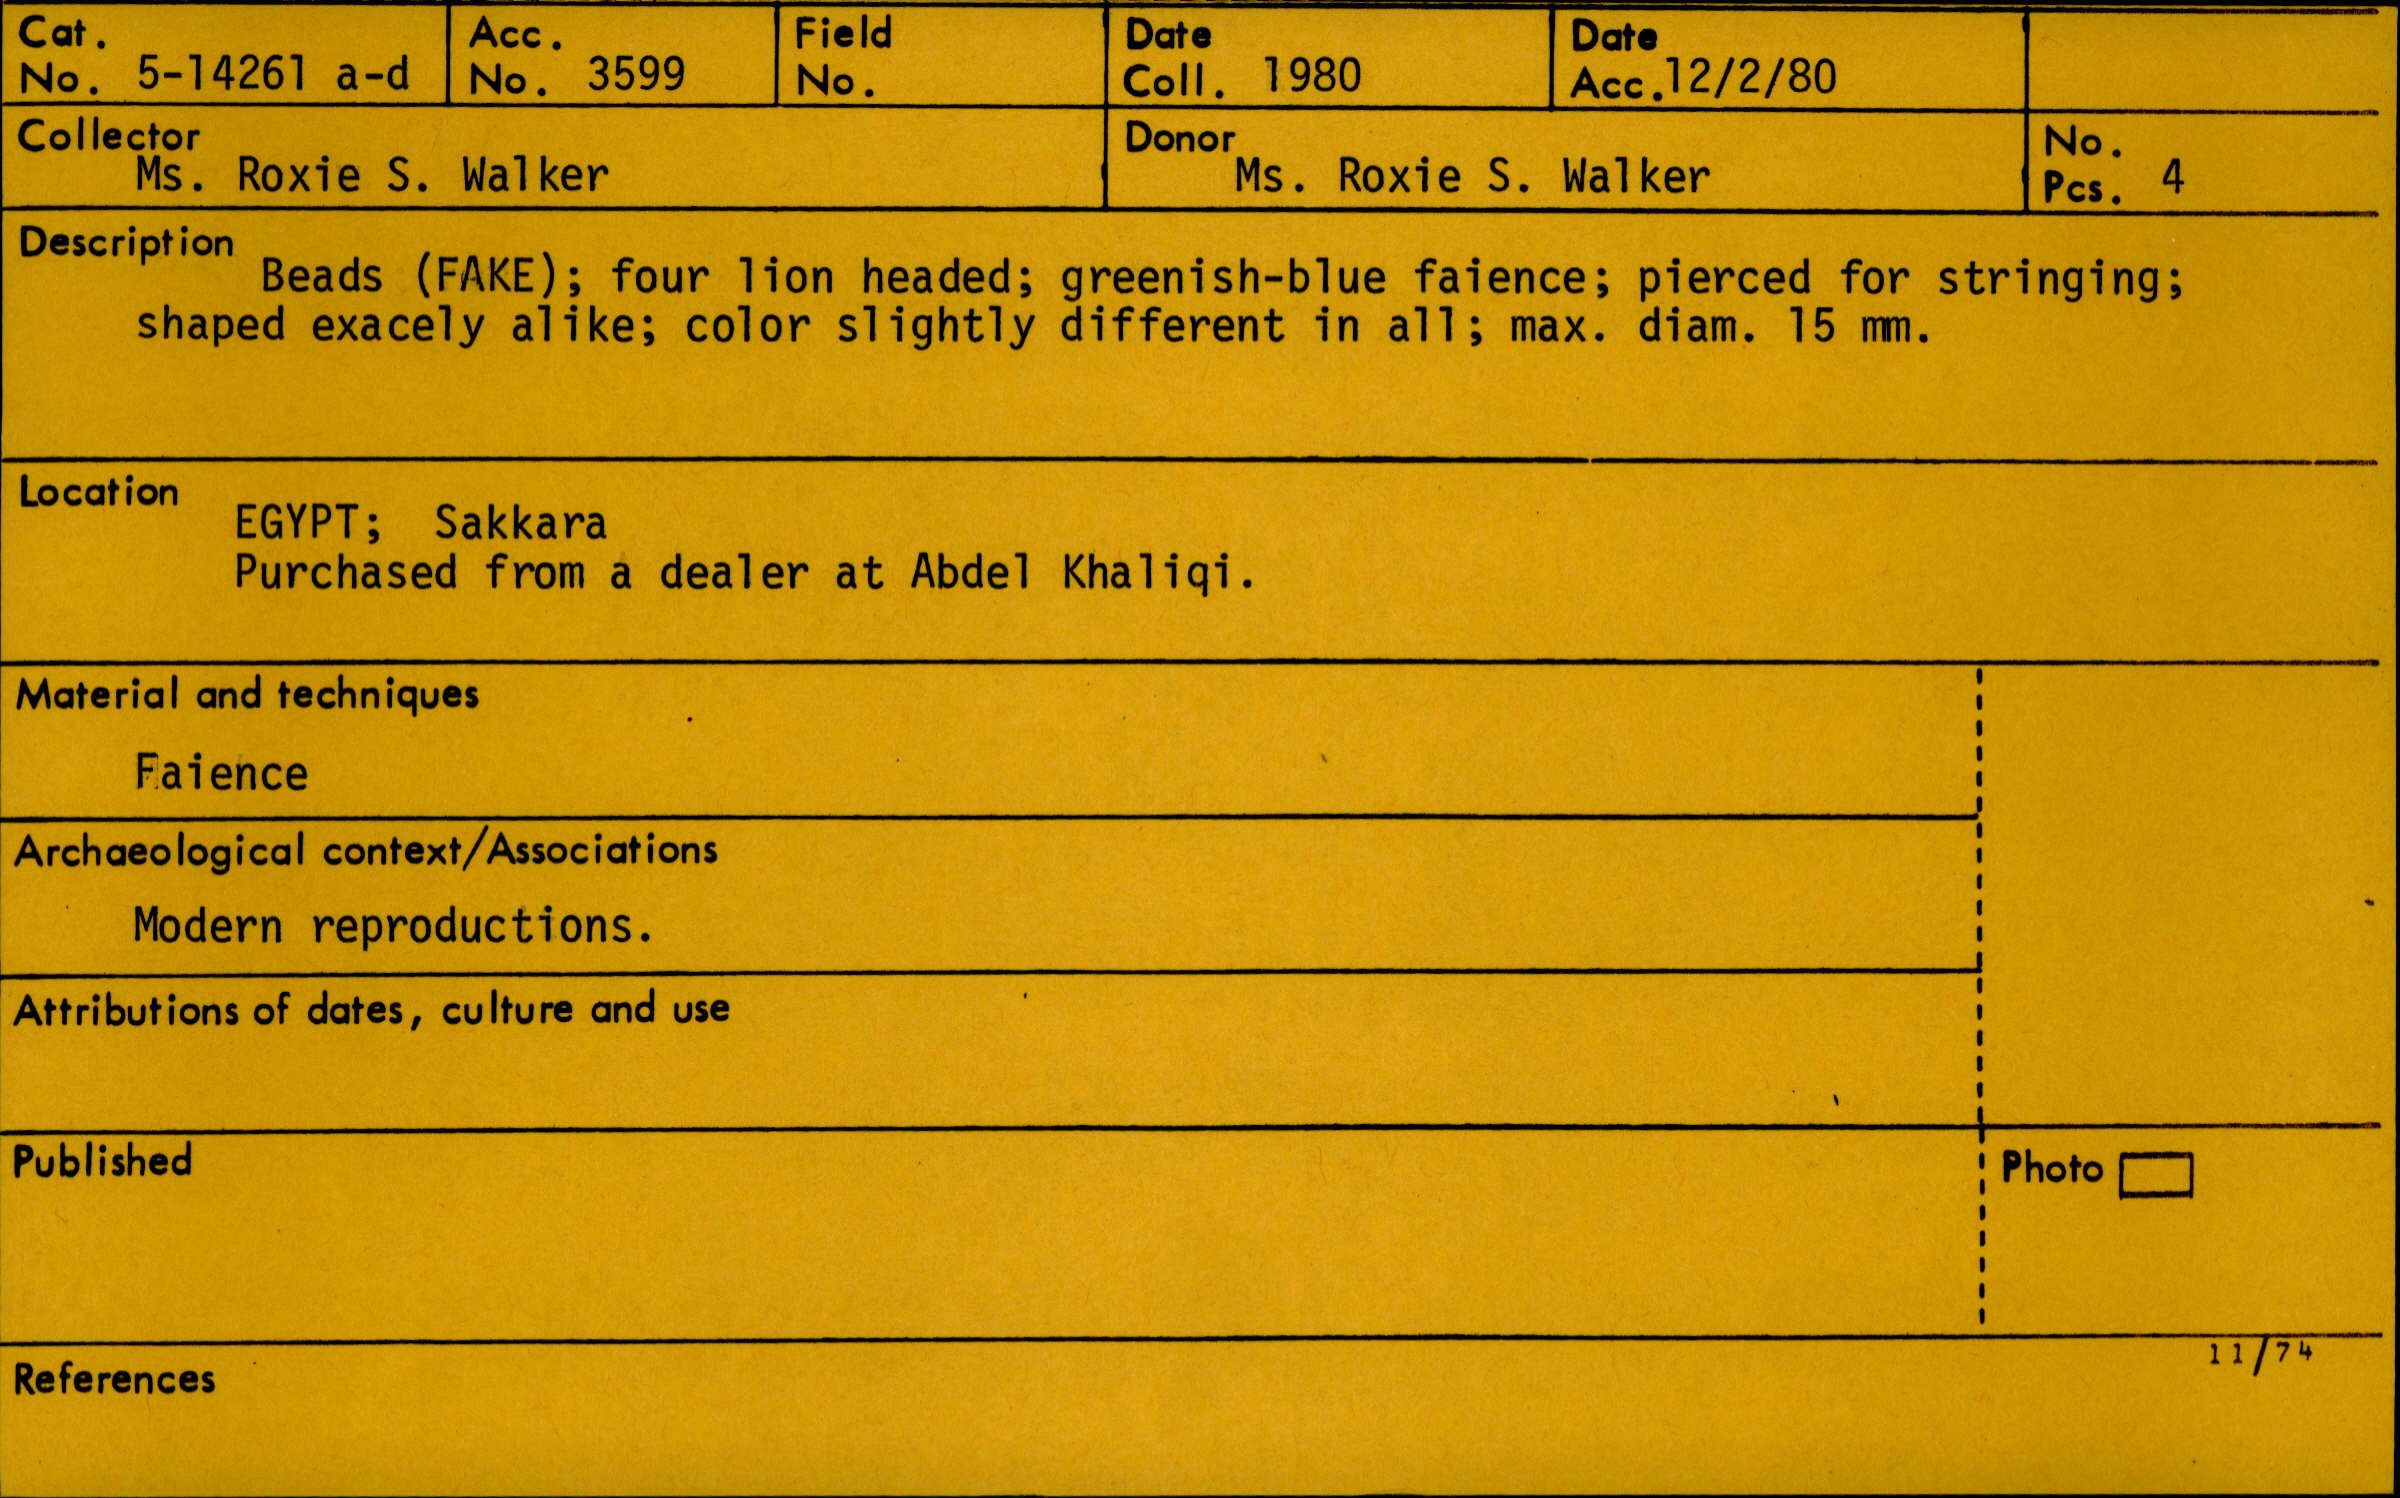 Cat. No. 5-14261 a-d
Acc. No. 3599
Field No.
Date Coll. 1980
Date Acc. 12/2/80
Collector
Ms. Roxie S. Walker
Donor
Ms. Roxie S. Walker
No. Pcs. 4
Description
Beads (FAKE); four lion headed; greenish-blue faience; pierced for stringing;
shaped exacely alike; color slightly different in all; max. diam. 15 mm.
Location
EGYPT; Sakkara
Purchased from a dealer at Abdel Khaliqi.
Material and techniques
Faience
Archaeological context/Associations
Modern reproductions.
Attributions of dates, culture and use
Published
Photo
11/74
References